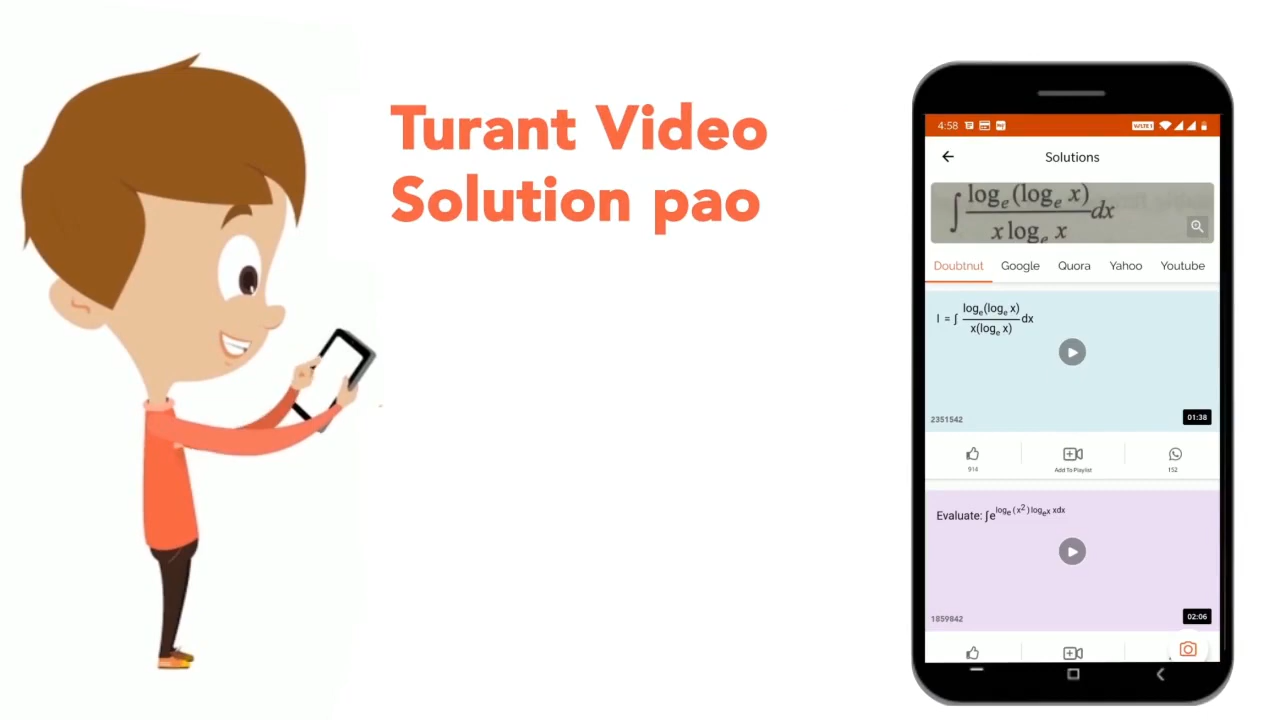 Turant Video
Solution pao
4:58
VoLTE1
Solutions
∫ logₑ(logₑ x) / x logₑ x dx
Doubtnut Google Quora Yahoo Youtube
I = ∫ logₑ(logₑ x) / x(logₑ x) dx
2351542 01:38
914 Add To Playlist 152
Evaluate: ∫e^logₑ(x²)logₑx xdx
1859842 02:06